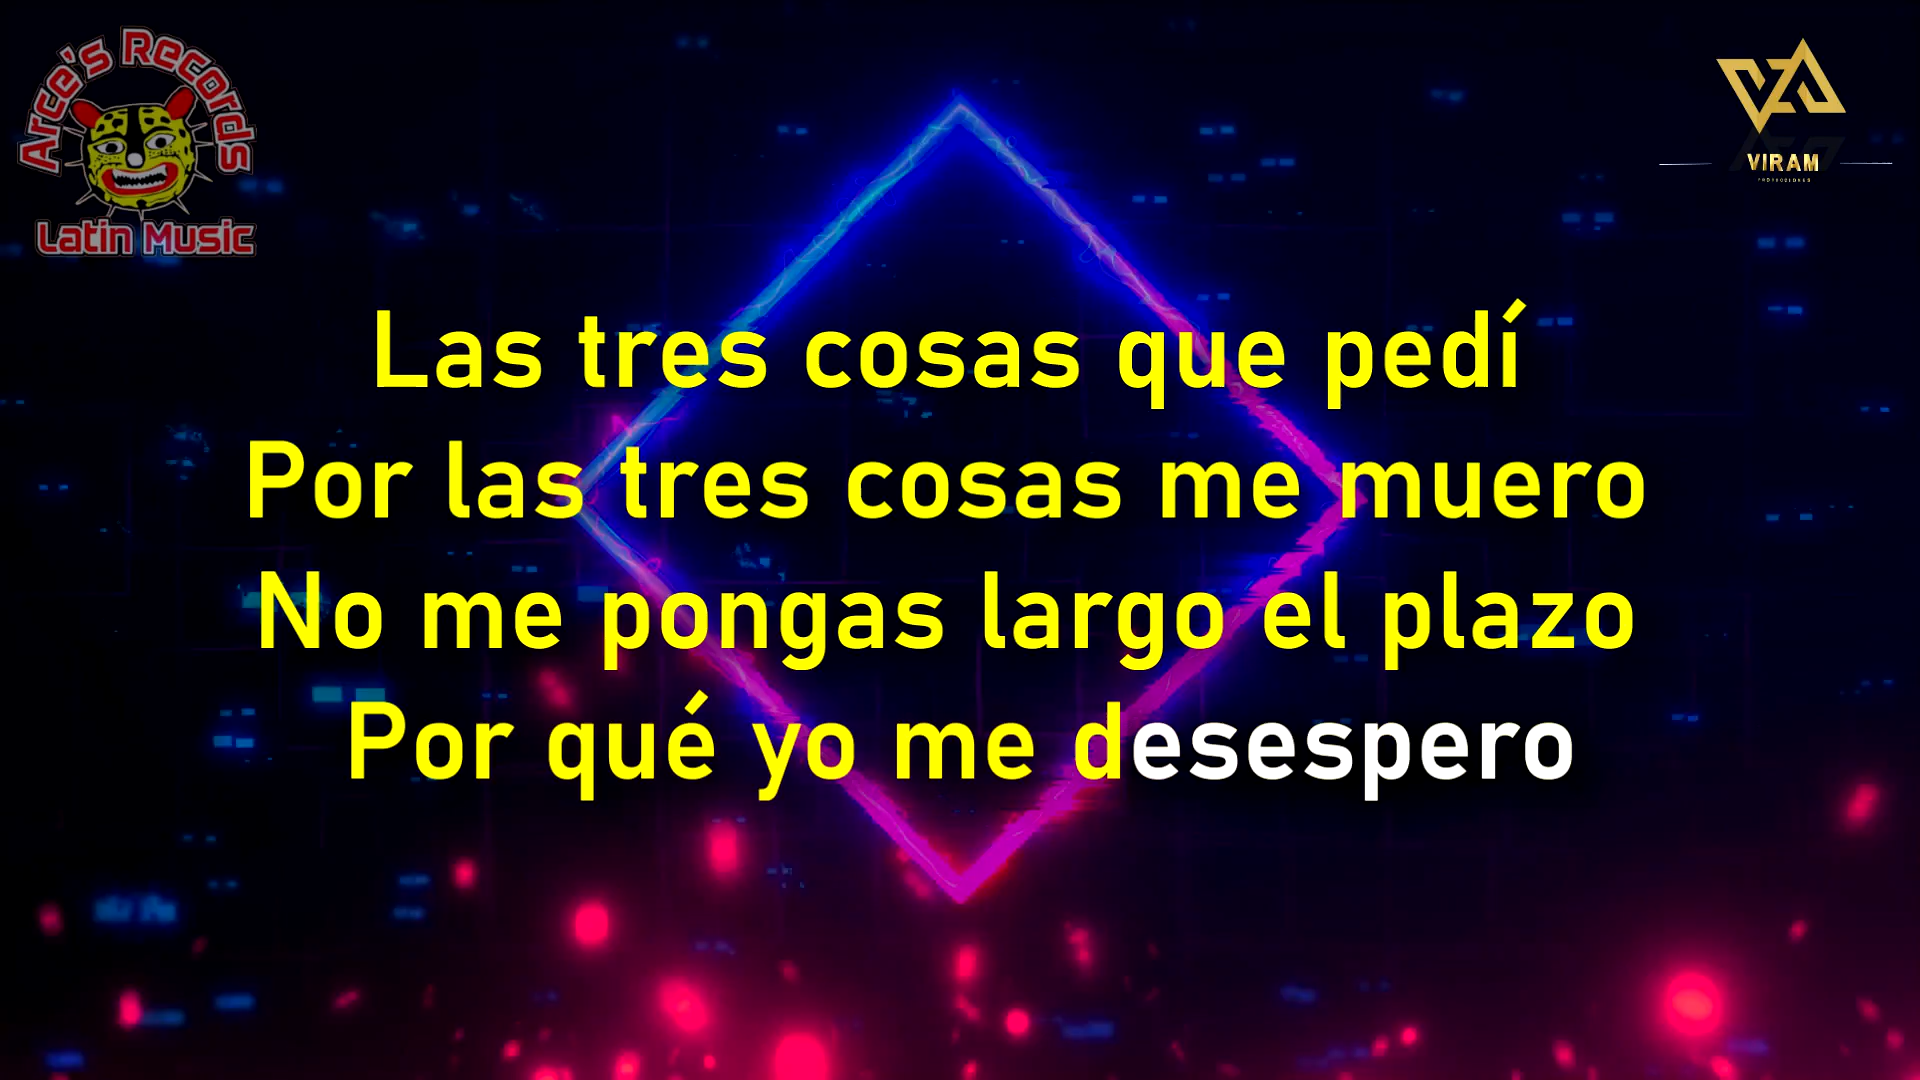 Arce's Records
Latin Music
VIRAM
PRODUCCIONES
Las tres cosas que pedí
Por las tres cosas me muero
No me pongas largo el plazo
Por qué yo me desespero